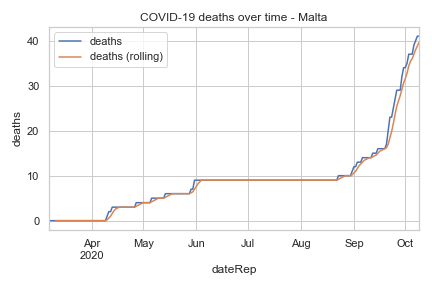 COVID-19 deaths over time - Malta
deaths
deaths (rolling)
deaths
40
30
20
10
0
Apr
2020
May
Jun
Jul
Aug
Sep
Oct
dateRep